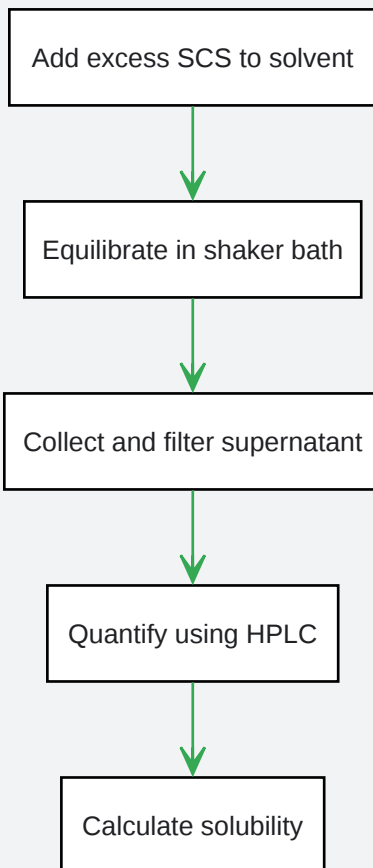 Add excess SCS to solvent
Equilibrate in shaker bath
Collect and filter supernatant
Quantify using HPLC
Calculate solubility